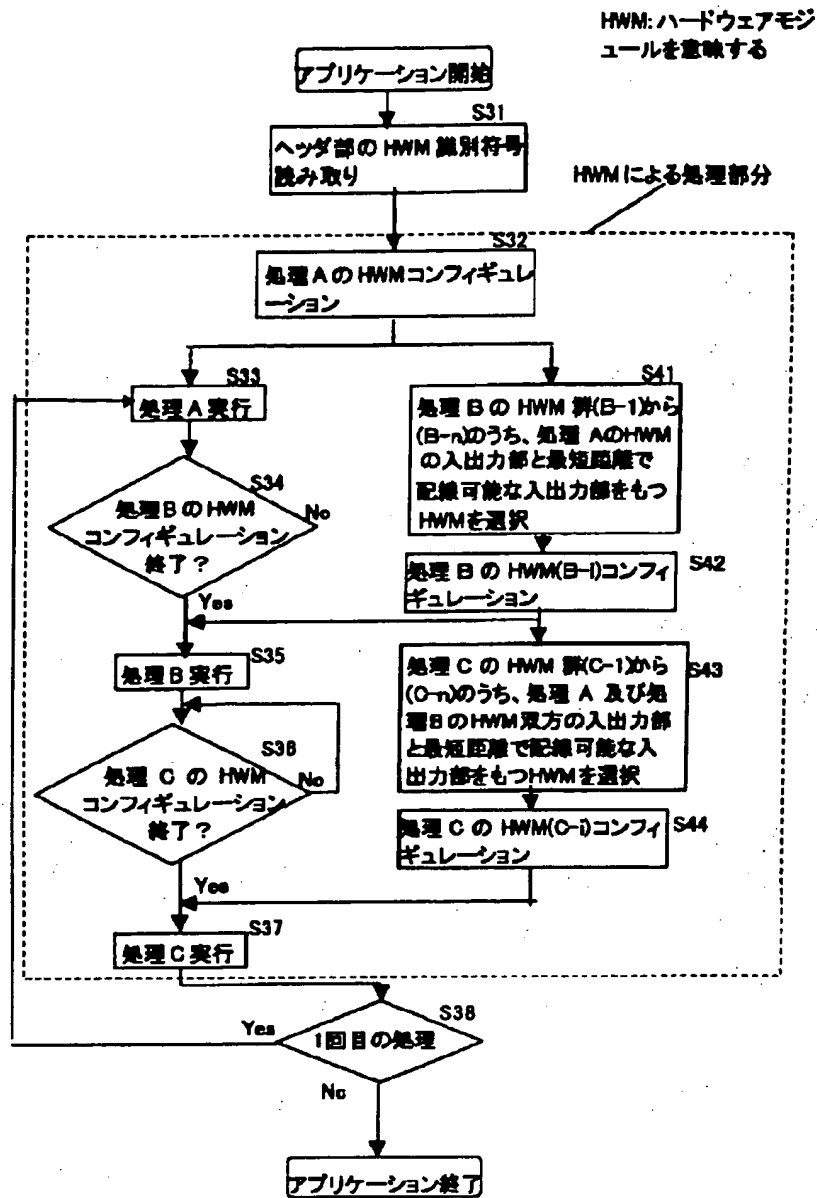 HWM:ハードウェアモジ
ュールを意味する
アプリケーション開始
S31
ヘッダ部のHWM識別符号
読み取り
HWMによる処理部分
S32
処理AのHWMコンフィギュレ
ーション
S33
処理A実行
S41
処理BのHWM群(B-1)から
(B-n)のうち、処理AのHWM
の入出力部と最短距離で
配線可能な入出力部をもつ
HWMを選択
S34
処理BのHWM
コンフィギュレーション
終了?
No
Yes
S42
処理BのHWM(B-i)コンフィ
ギュレーション
S35
処理B実行
S43
処理CのHWM群(C-1)から
(C-n)のうち、処理A及び処
理BのHWM双方の入出力部
と最短距離で配線可能な入
出力部をもつHWMを選択
S36
処理CのHWM
コンフィギュレーション
終了?
No
Yes
S44
処理CのHWM(C-i)コンフィ
ギュレーション
S37
処理C実行
S38
1回目の処理
Yes
No
アプリケーション終了